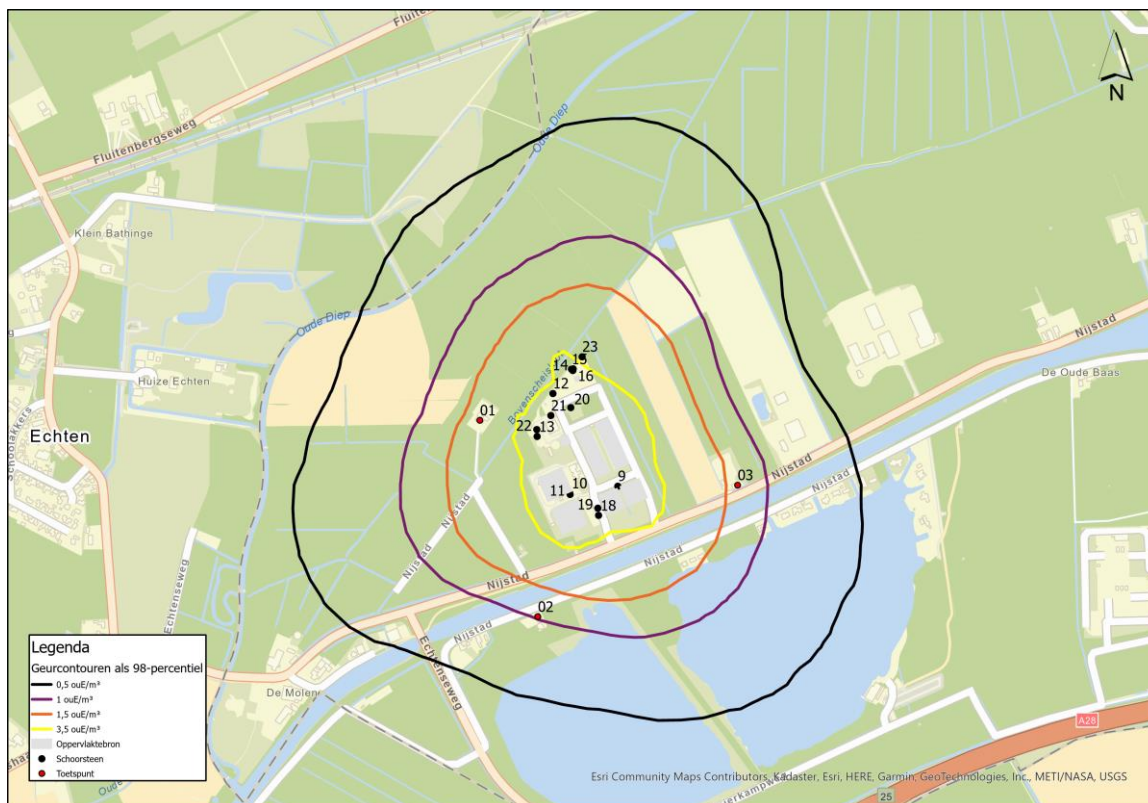 Fluitenbergseweg
Fluiten
N
Oude Diep
Klein Bathinge
Oude Diep
Huize Echten
Echten
Schoolakkers
Echtenseweg
Nijstad
De Oude Baas
23
15
14
16
12
20
21
22
13
01
9
10
11
19
18
03
02
Nijstad
Nijstad
Nijstad
Nijstad
Nijstad
Nijstad
Echtenseweg
De Molen
A28
25
Legenda
Geurcontouren als 98-percentiel
0,5 ouE/m³
1 ouE/m³
1,5 ouE/m³
3,5 ouE/m³
Oppervlaktebron
Schoorsteen
Toetspunt
Esri Community Maps Contributors, Kadaster, Esri, HERE, Garmin, GeoTechnologies, Inc., METI/NASA, USGS